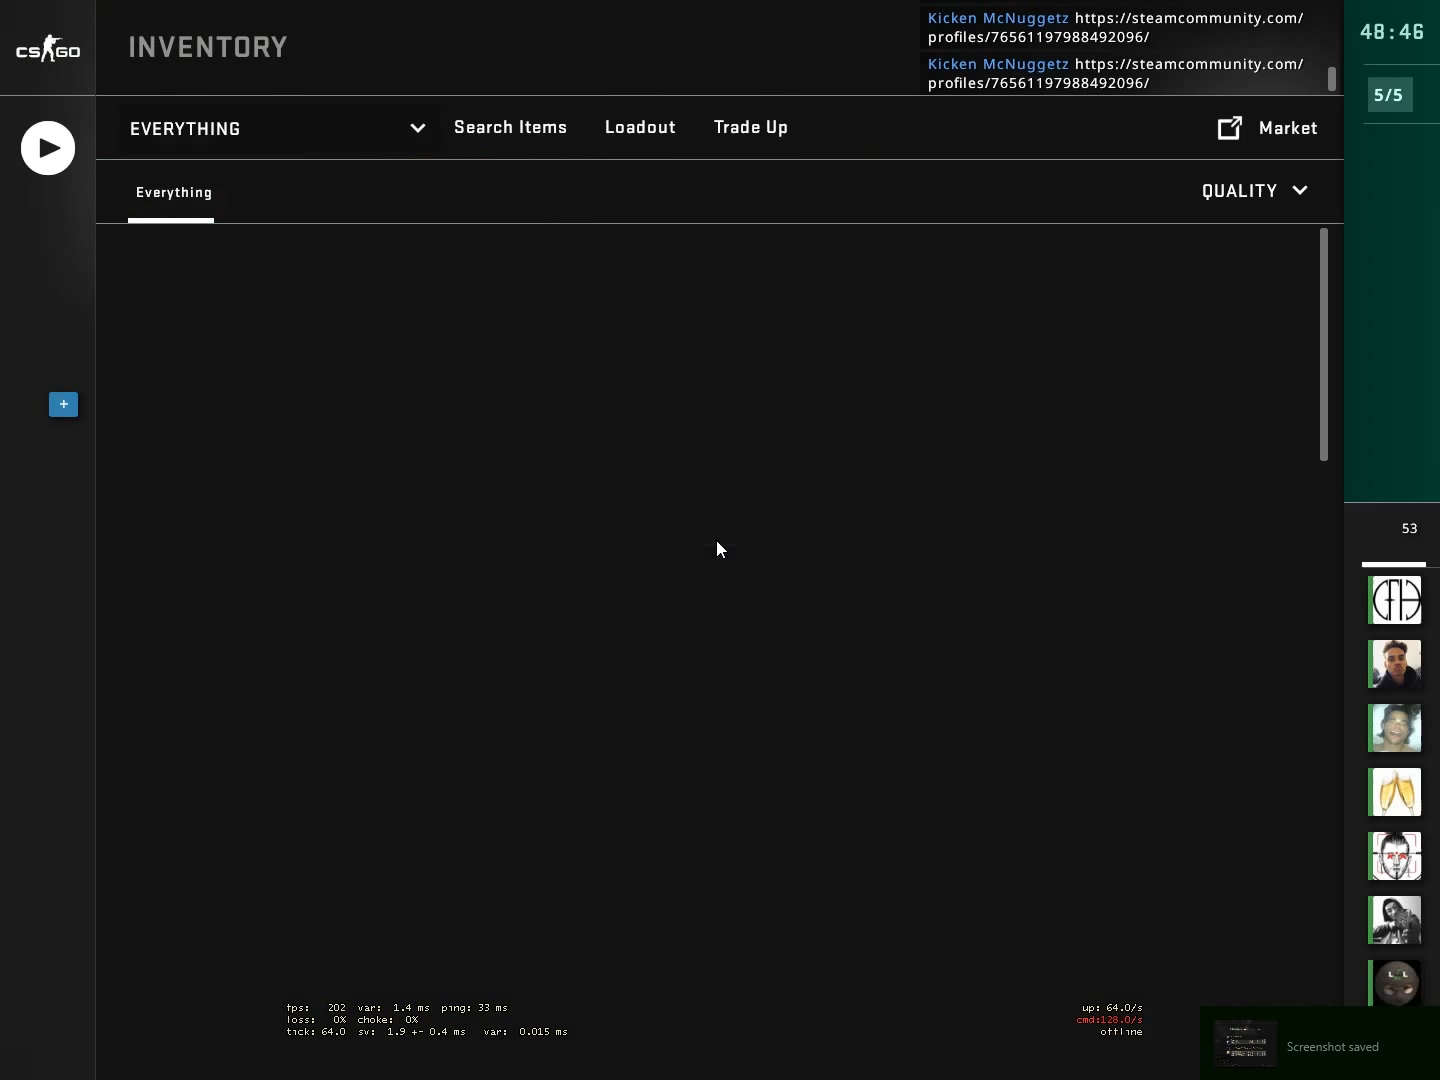 CS GO
INVENTORY
Kicken McNuggetz https://steamcommunity.com/
profiles/76561197988492096/
Kicken McNuggetz https://steamcommunity.com/
profiles/76561197988492096/
48:46
5/5
EVERYTHING
Search Items
Loadout
Trade Up
Market
Everything
QUALITY
+
53
fps: 202 var: 1.4 ms ping: 33 ms
loss: 0% choke: 0%
tick: 64.0 sv: 1.9 +- 0.4 ms var: 0.015 ms
up: 64.0/s
cmd:128.0/s
offline
Screenshot saved